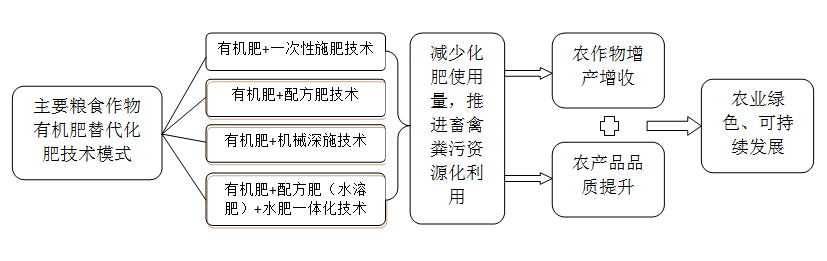 主要粮食作物
有机肥替代化
肥技术模式
有机肥+一次性施肥技术
有机肥+配方肥技术
有机肥+机械深施技术
有机肥+配方肥（水溶
肥）+水肥一体化技术
减少化
肥使用
量，推
进畜禽
粪污资
源化利
用
农作物增
产增收
农产品品
质提升
农业绿
色、可持
续发展